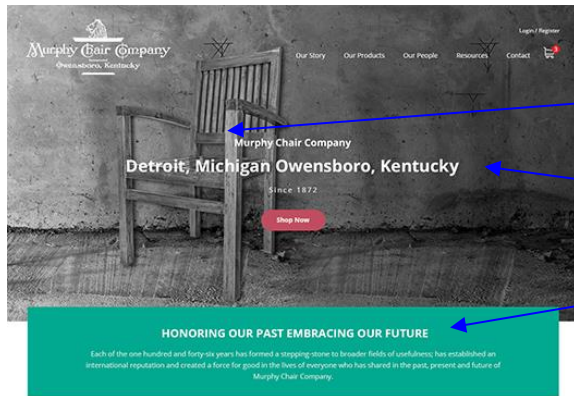 Login / Register
Murphy Chair Company
Owensboro, Kentucky
Our Story Our Products Our People Resources Contact 3
Murphy Chair Company
Detroit, Michigan Owensboro, Kentucky
Since 1872
Shop Now
HONORING OUR PAST EMBRACING OUR FUTURE
Each of the one hundred and forty-six years has formed a stepping-stone to broader fields of usefulness; has established an
international reputation and created a force for good in the lives of everyone who has shared in the past, present and future of
Murphy Chair Company.